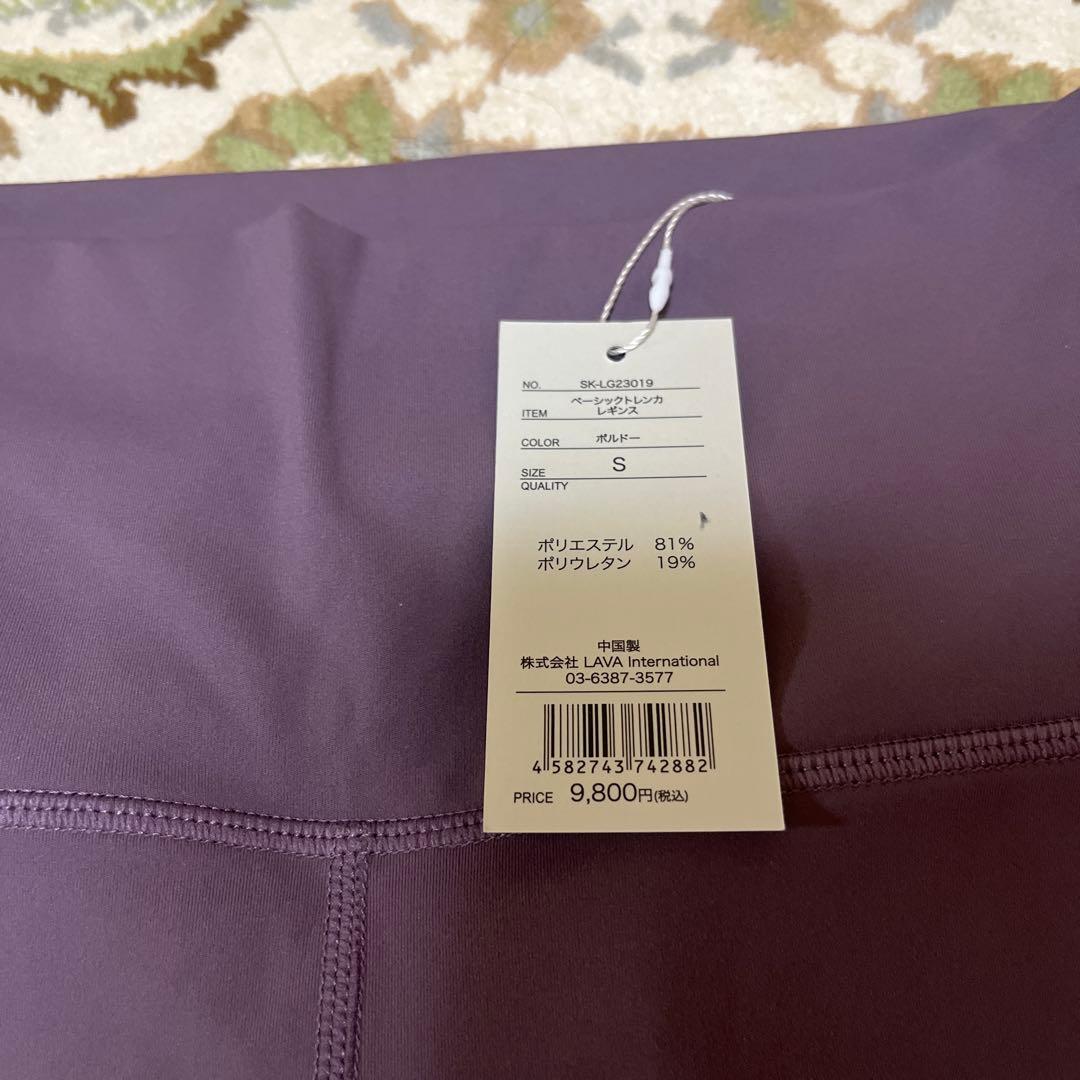 NO. SK-LG23019
ベーシックトレンカ
ITEM レギンス
COLOR ボルドー
SIZE S
QUALITY
ポリエステル 81%
ポリウレタン 19%
中国製
株式会社 LAVA International
03-6387-3577
4 582743 742882
PRICE 9,800円(税込)